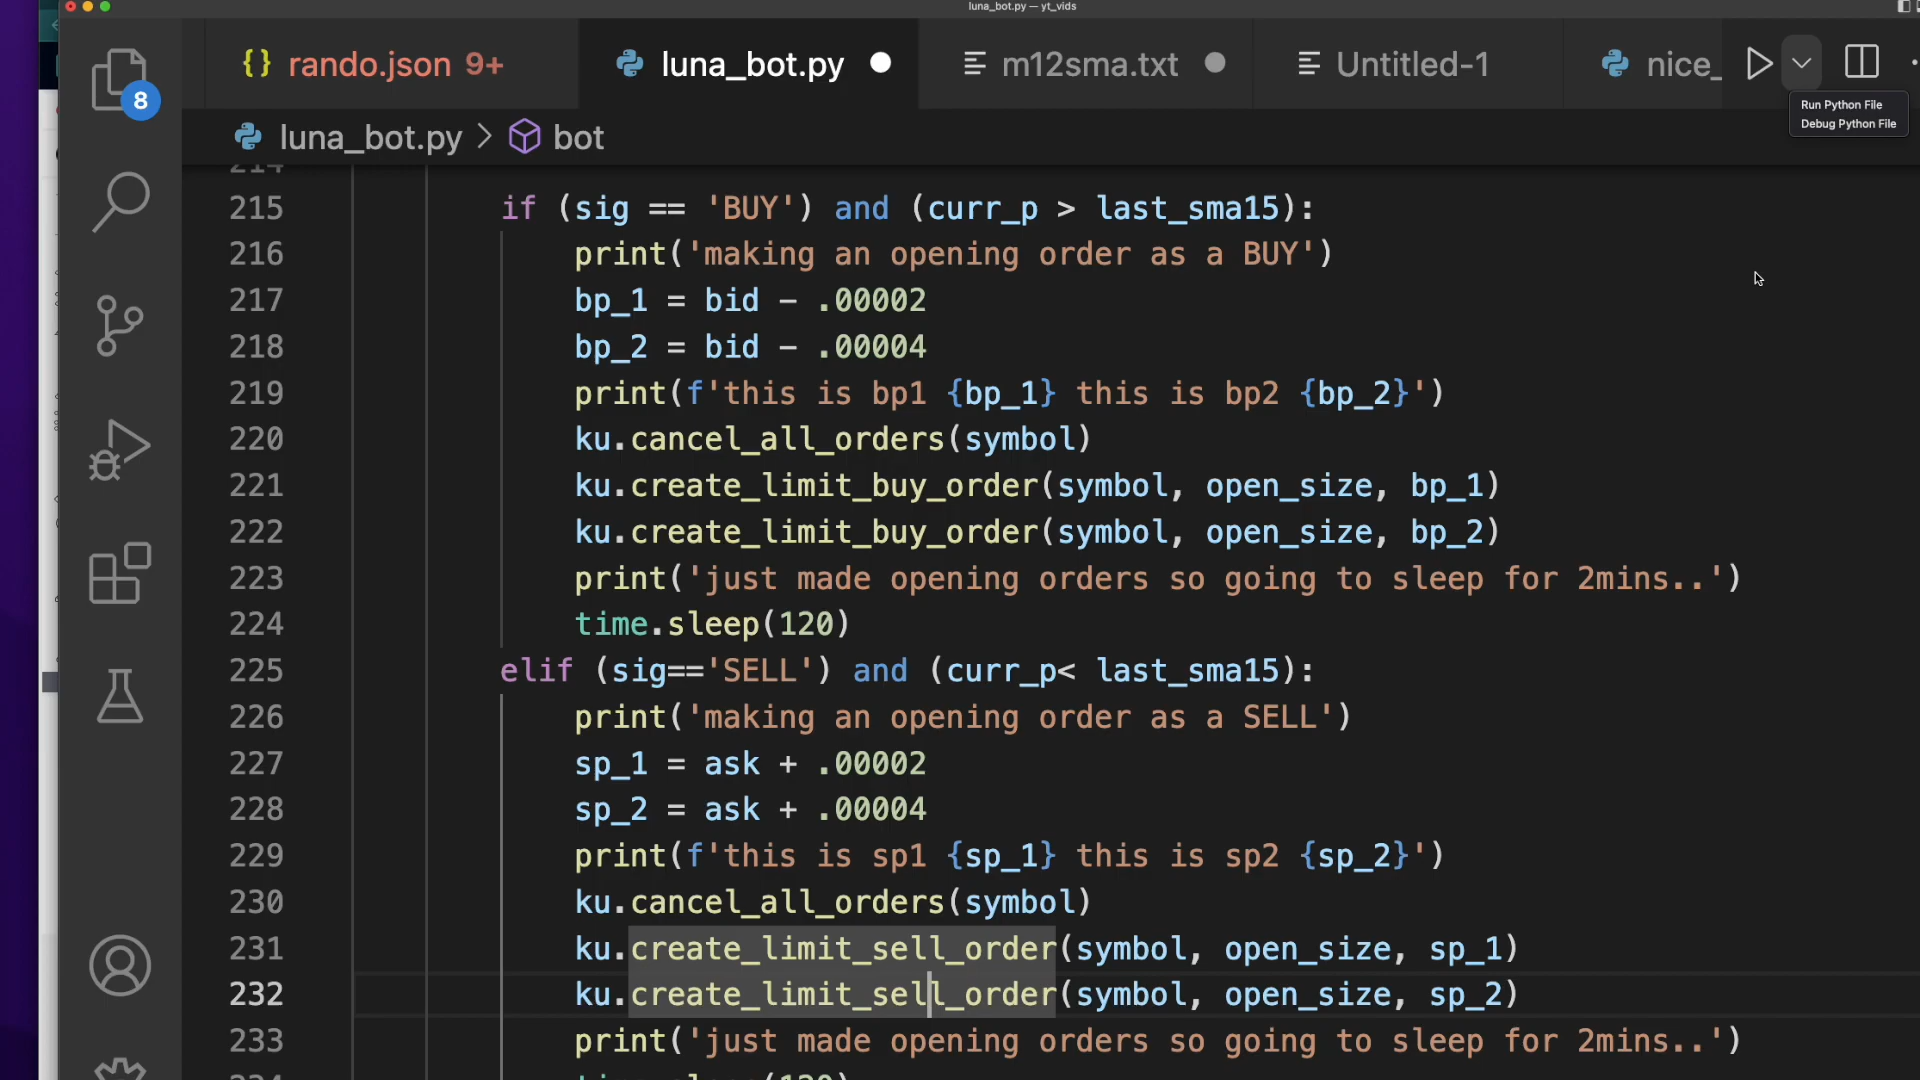 luna_bot.py — yt_vids
rando.json 9+
luna_bot.py
m12sma.txt
Untitled-1
nice_
Run Python File
Debug Python File
8
luna_bot.py > bot
214
215 if (sig == 'BUY') and (curr_p > last_sma15):
216 print('making an opening order as a BUY')
217 bp_1 = bid - .00002
218 bp_2 = bid - .00004
219 print(f'this is bp1 {bp_1} this is bp2 {bp_2}')
220 ku.cancel_all_orders(symbol)
221 ku.create_limit_buy_order(symbol, open_size, bp_1)
222 ku.create_limit_buy_order(symbol, open_size, bp_2)
223 print('just made opening orders so going to sleep for 2mins..')
224 time.sleep(120)
225 elif (sig=='SELL') and (curr_p< last_sma15):
226 print('making an opening order as a SELL')
227 sp_1 = ask + .00002
228 sp_2 = ask + .00004
229 print(f'this is sp1 {sp_1} this is sp2 {sp_2}')
230 ku.cancel_all_orders(symbol)
231 ku.create_limit_sell_order(symbol, open_size, sp_1)
232 ku.create_limit_sell_order(symbol, open_size, sp_2)
233 print('just made opening orders so going to sleep for 2mins..')